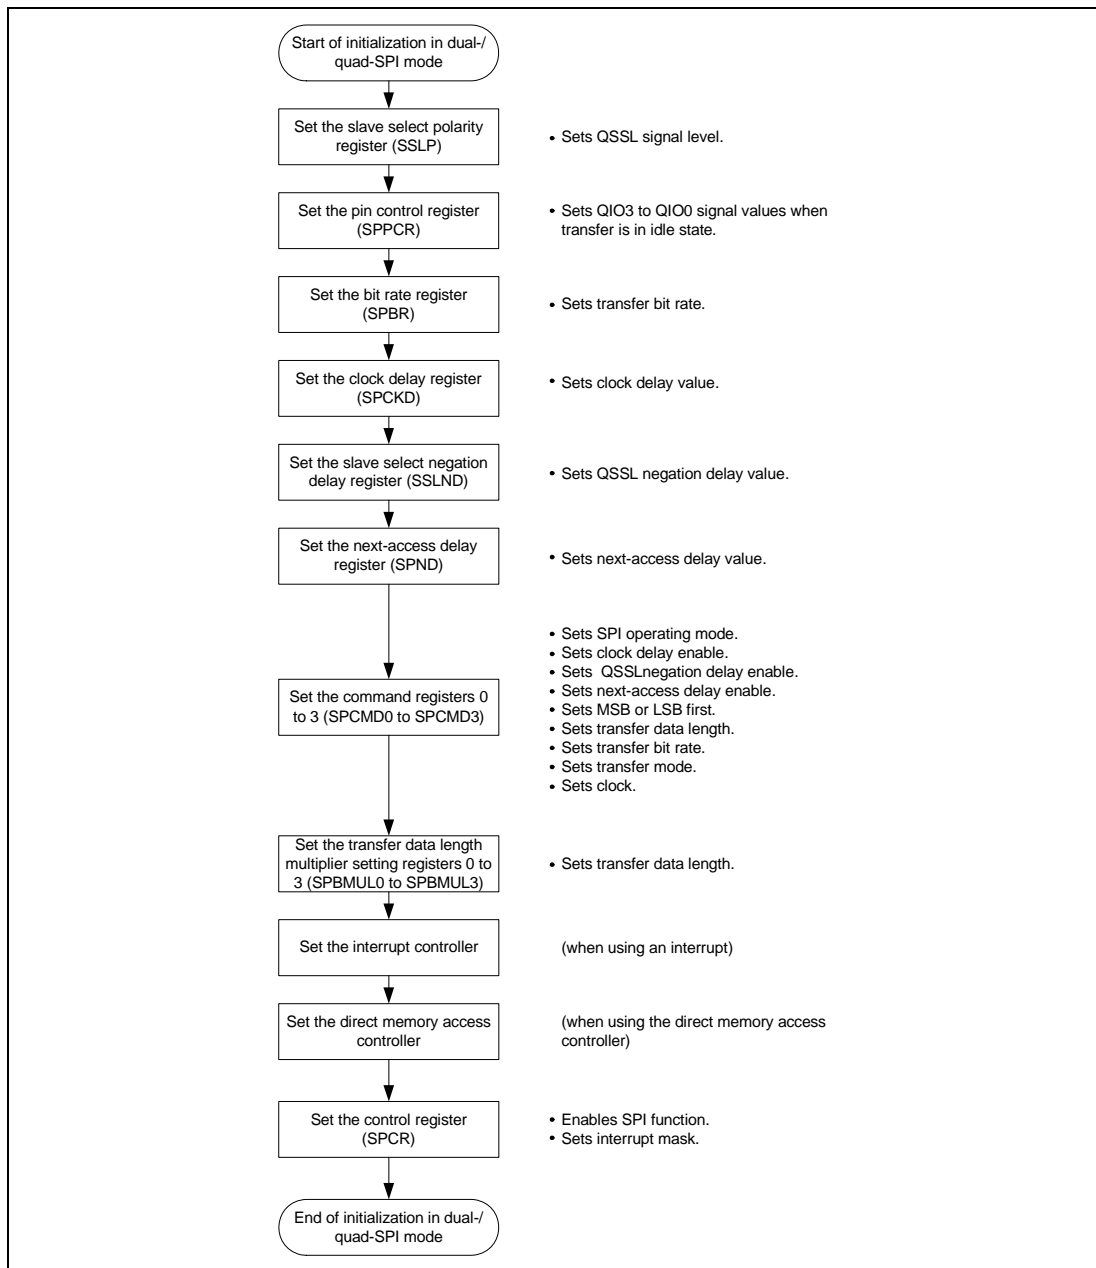 Start of initialization in dual-/
quad-SPI mode
Set the slave select polarity
register (SSLP)
• Sets QSSL signal level.
Set the pin control register
(SPPCR)
• Sets QIO3 to QIO0 signal values when
transfer is in idle state.
Set the bit rate register
(SPBR)
• Sets transfer bit rate.
Set the clock delay register
(SPCKD)
• Sets clock delay value.
Set the slave select negation
delay register (SSLND)
• Sets QSSL negation delay value.
Set the next-access delay
register (SPND)
• Sets next-access delay value.
Set the command registers 0
to 3 (SPCMD0 to SPCMD3)
• Sets SPI operating mode.
• Sets clock delay enable.
• Sets  QSSLnegation delay enable.
• Sets next-access delay enable.
• Sets MSB or LSB first.
• Sets transfer data length.
• Sets transfer bit rate.
• Sets transfer mode.
• Sets clock.
Set the transfer data length
multiplier setting registers 0 to
3 (SPBMUL0 to SPBMUL3)
• Sets transfer data length.
Set the interrupt controller
(when using an interrupt)
Set the direct memory access
controller
(when using the direct memory access
controller)
Set the control register
(SPCR)
• Enables SPI function.
• Sets interrupt mask.
End of initialization in dual-/
quad-SPI mode